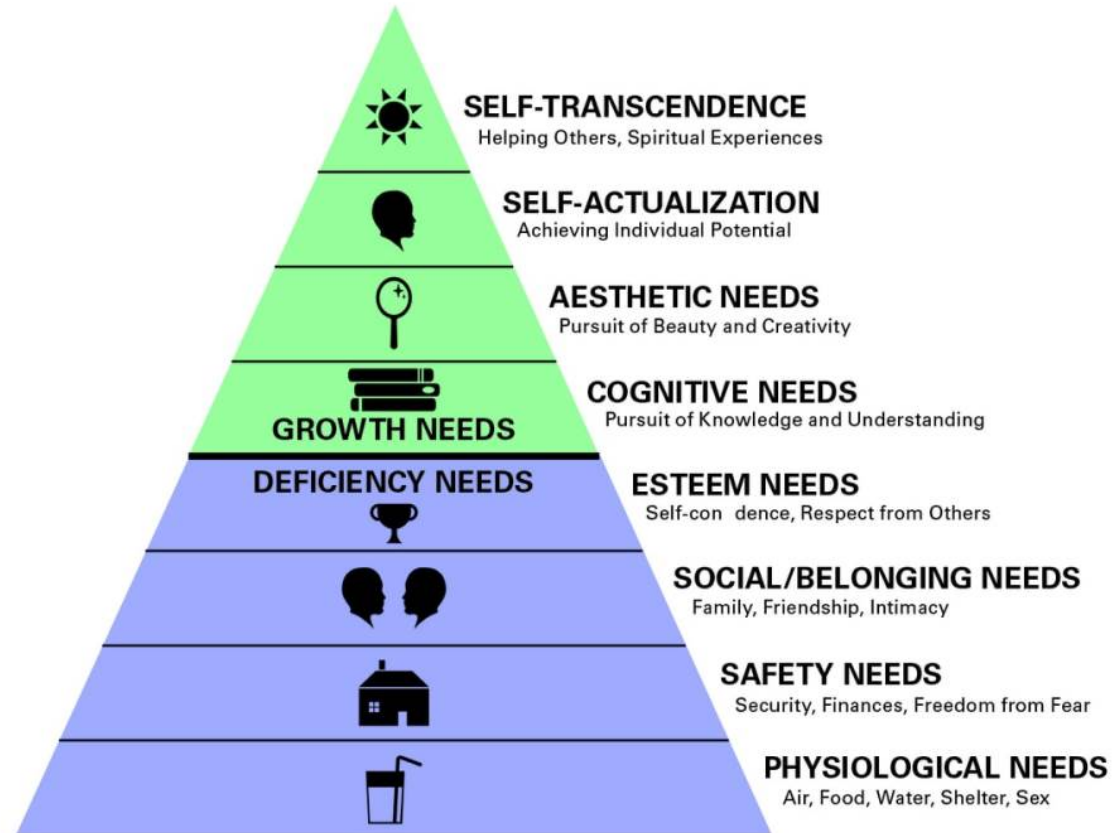 SELF-TRANSCENDENCE
Helping Others, Spiritual Experiences
SELF-ACTUALIZATION
Achieving Individual Potential
AESTHETIC NEEDS
Pursuit of Beauty and Creativity
COGNITIVE NEEDS
Pursuit of Knowledge and Understanding
GROWTH NEEDS
DEFICIENCY NEEDS
ESTEEM NEEDS
Self-con dence, Respect from Others
SOCIAL/BELONGING NEEDS
Family, Friendship, Intimacy
SAFETY NEEDS
Security, Finances, Freedom from Fear
PHYSIOLOGICAL NEEDS
Air, Food, Water, Shelter, Sex